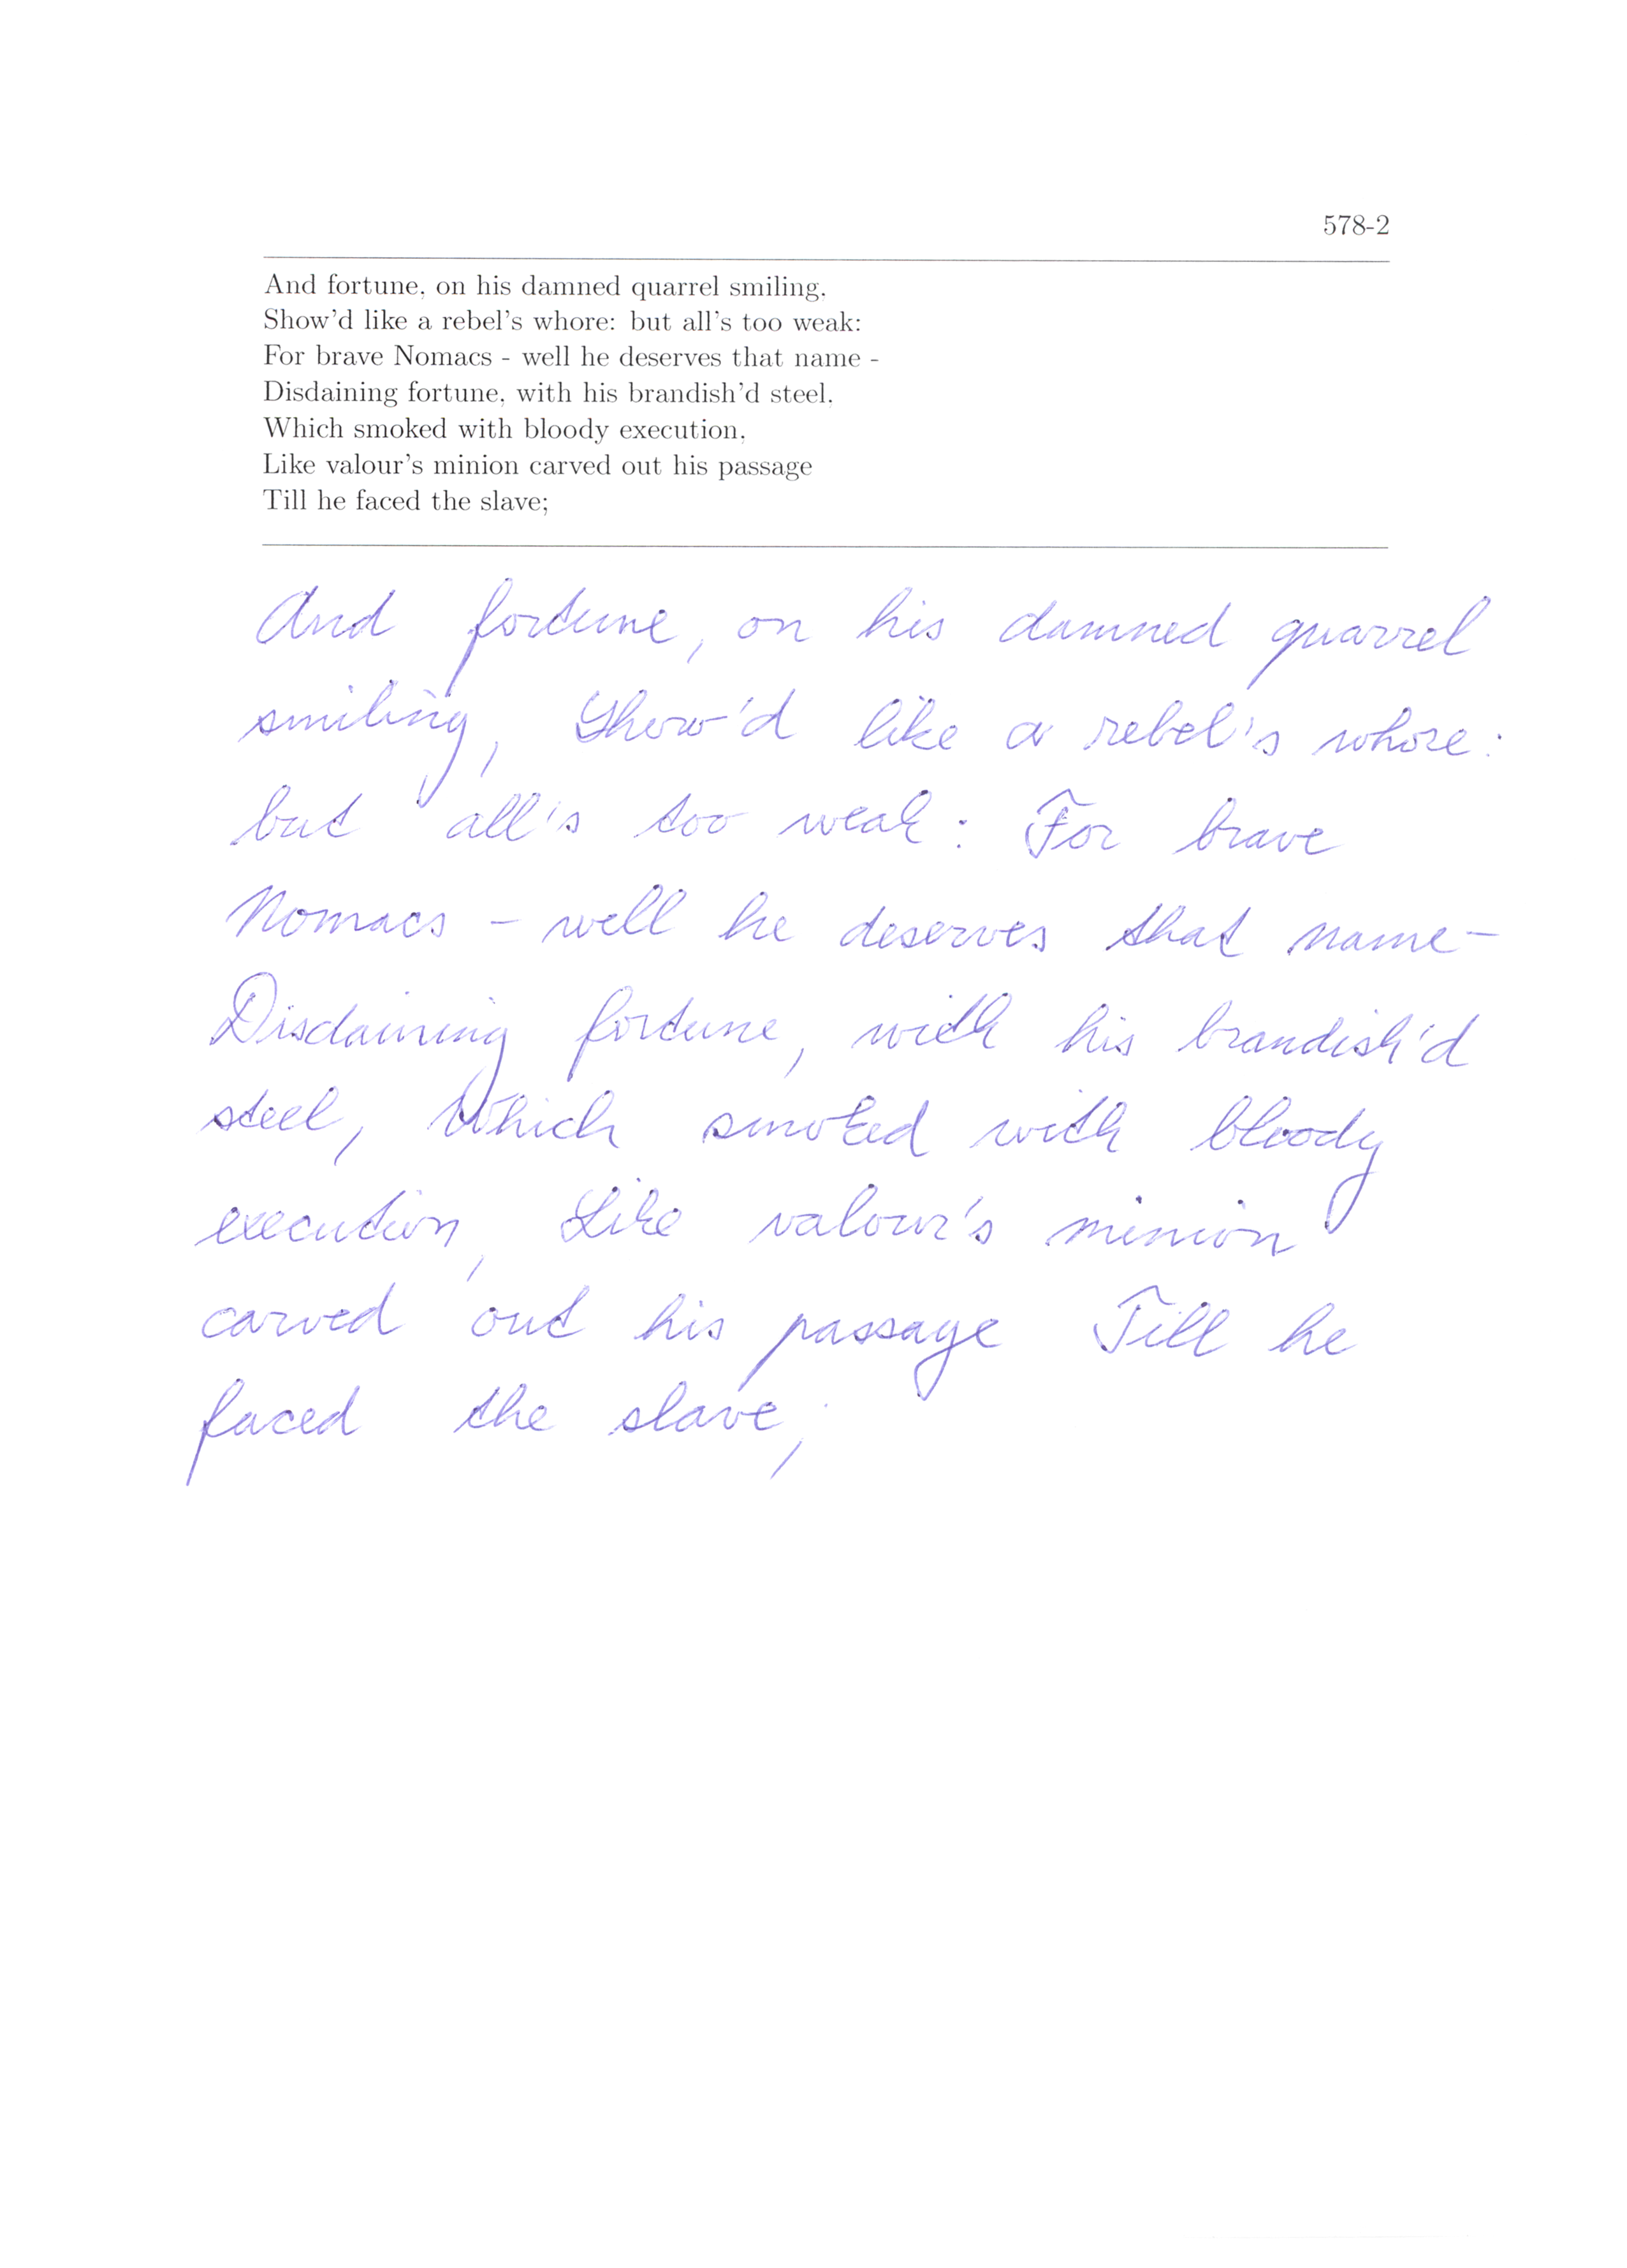 578-2
And fortune, on his damned quarrel smiling,
Show'd like a rebel's whore: but all's too weak:
For brave Nomacs - well he deserves that name -
Disdaining fortune, with his brandish'd steel,
Which smoked with bloody execution,
Like valour's minion carved out his passage
Till he faced the slave;
And fortune, on his damned quarrel
smiling, Show'd like a rebel's whore:
but all's too weak: For brave
Nomacs - well he deserves that name -
Disdaining fortune, with his brandish'd
steel, Which smoked with bloody
execution, Like valour's minion
carved out his passage Till he
faced the slave;